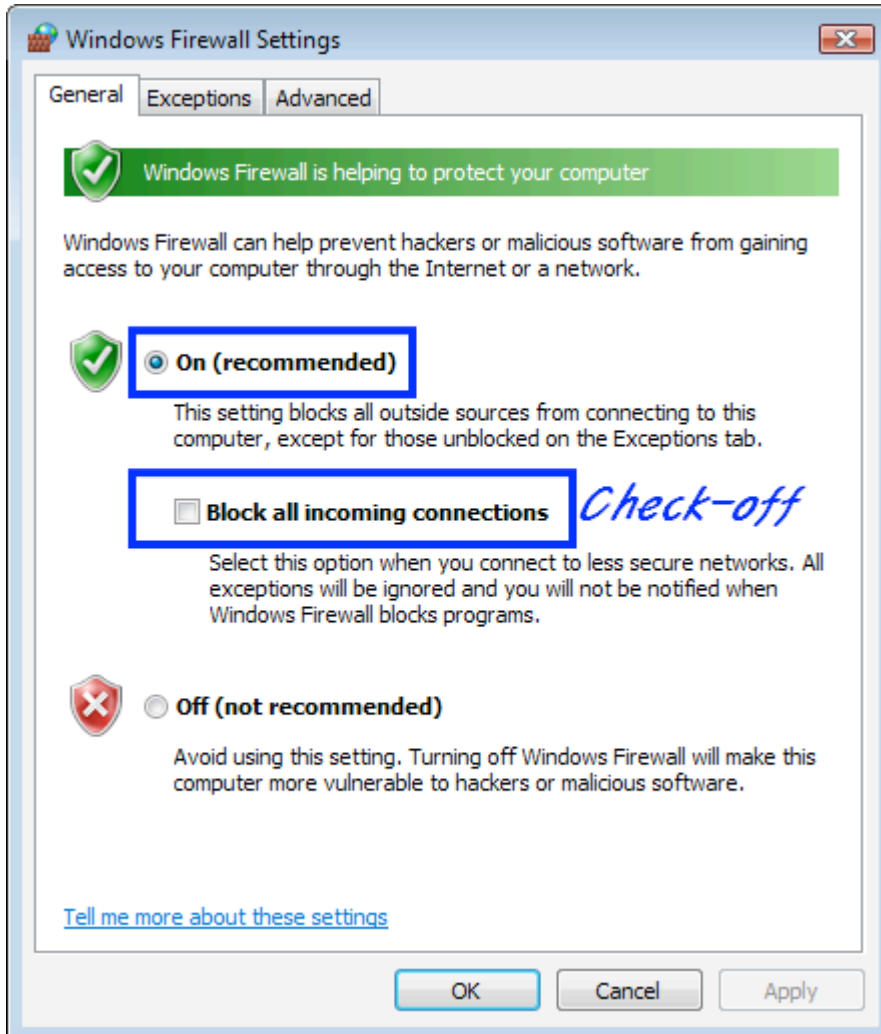 Windows Firewall Settings
General Exceptions Advanced
Windows Firewall is helping to protect your computer
Windows Firewall can help prevent hackers or malicious software from gaining
access to your computer through the Internet or a network.
On (recommended)
This setting blocks all outside sources from connecting to this
computer, except for those unblocked on the Exceptions tab.
Block all incoming connections Check-off
Select this option when you connect to less secure networks. All
exceptions will be ignored and you will not be notified when
Windows Firewall blocks programs.
Off (not recommended)
Avoid using this setting. Turning off Windows Firewall will make this
computer more vulnerable to hackers or malicious software.
Tell me more about these settings
OK Cancel Apply